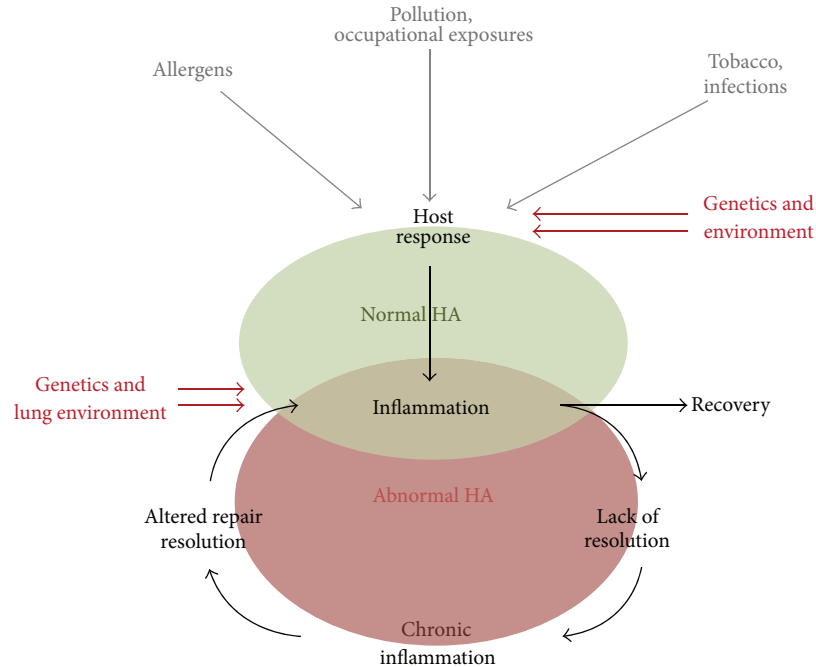 Pollution,
occupational exposures
Allergens
Tobacco,
infections
Host
response
Genetics and
environment
Normal HA
Genetics and
lung environment
Inflammation
Recovery
Abnormal HA
Altered repair
resolution
Lack of
resolution
Chronic
inflammation